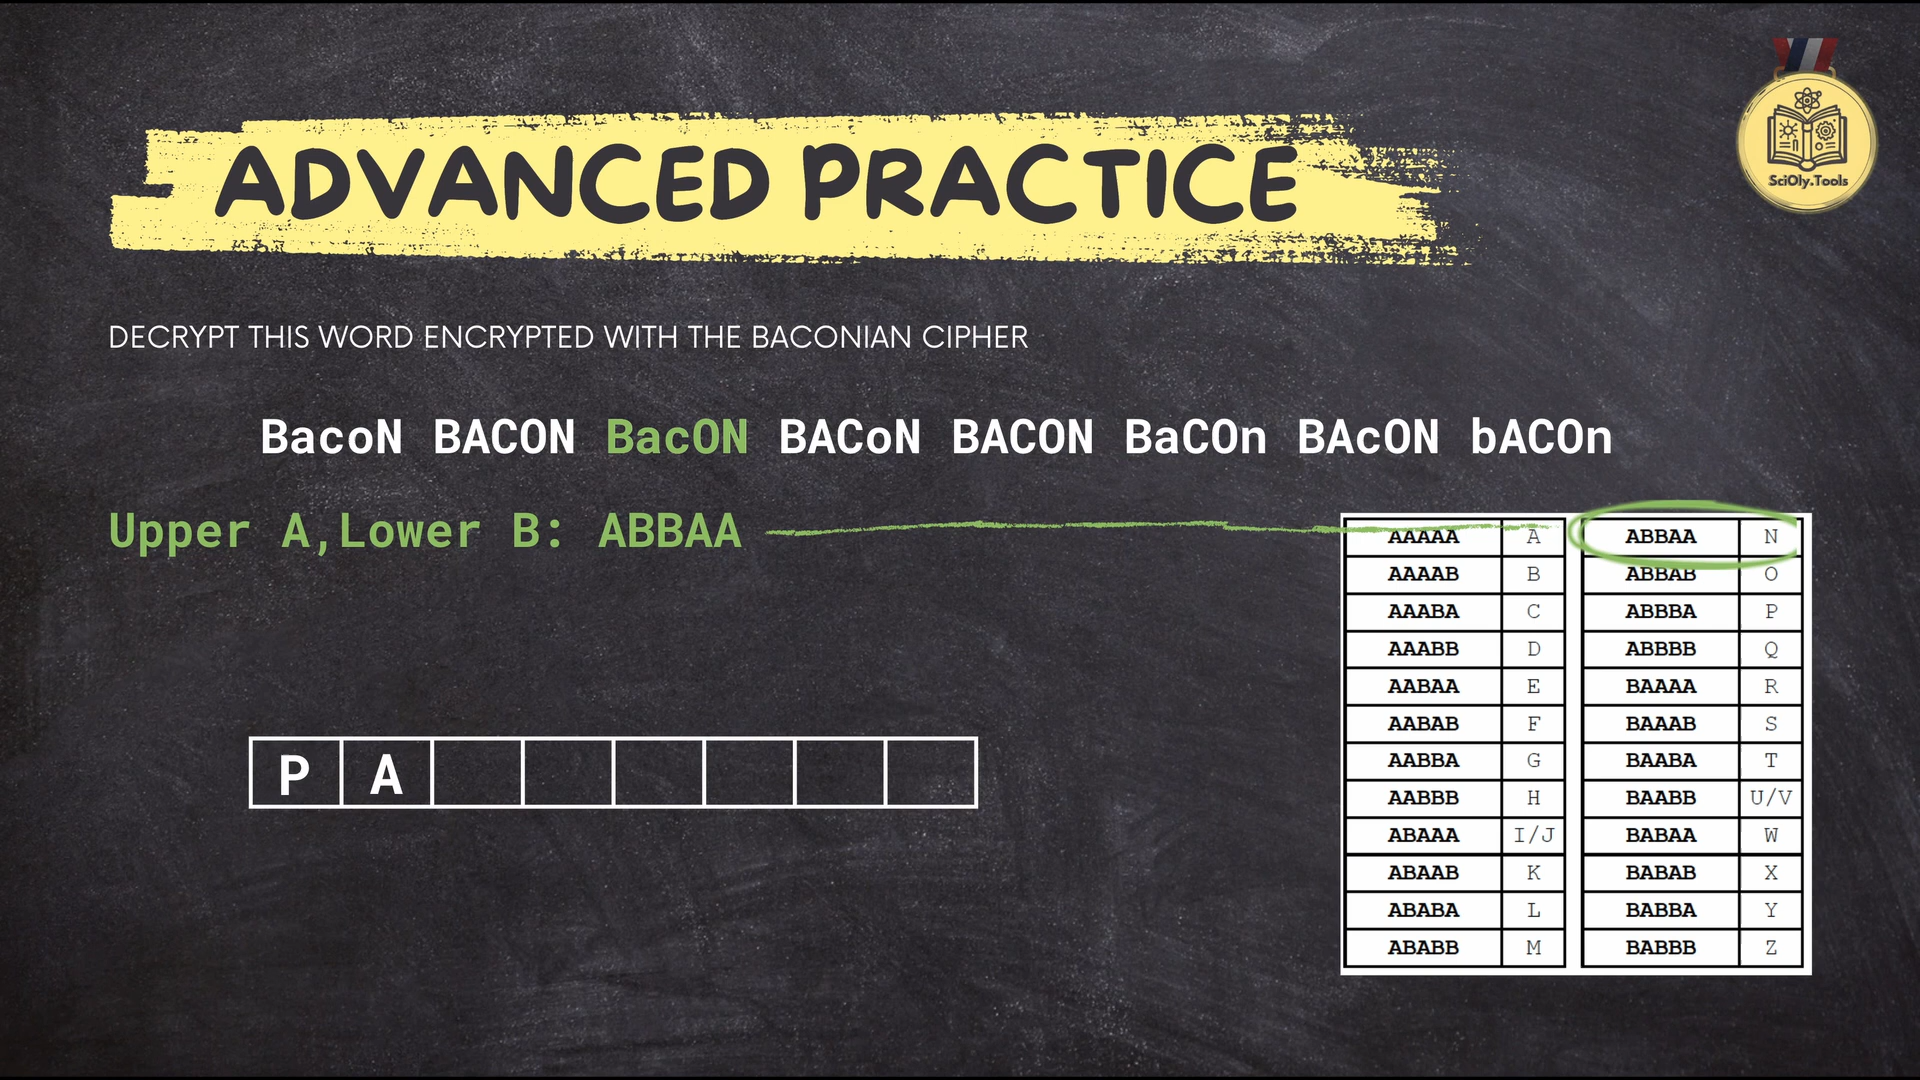 SciOly.Tools
ADVANCED PRACTICE
DECRYPT THIS WORD ENCRYPTED WITH THE BACONIAN CIPHER
BacoN BACON BacON BACoN BACON BaCOn BAcON bACOn
Upper A,Lower B: ABBAA
AAAAA A ABBAA N
AAAAB B ABBAB O
AAABA C ABBBA P
AAABB D ABBBB Q
AABAA E BAAAA R
AABAB F BAAAB S
AABBA G BAABA T
AABBB H BAABB U/V
ABAAA I/J BABAA W
ABAAB K BABAB X
ABABA L BABBA Y
ABABB M BABBB Z
P A